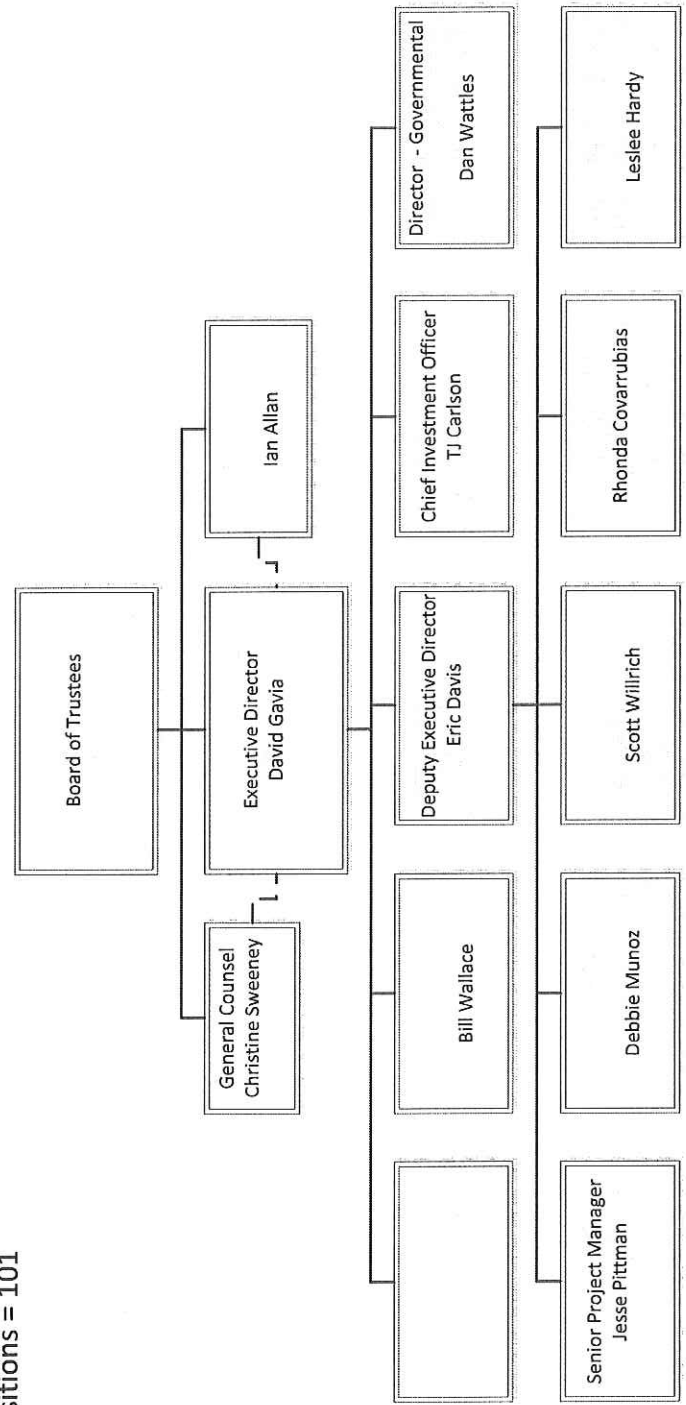 sitions = 101
Board of Trustees
General Counsel
Christine Sweeney
Executive Director
David Gavia
Ian Allan
Bill Wallace
Deputy Executive Director
Eric Davis
Chief Investment Officer
TJ Carlson
Director - Governmental
Dan Wattles
Senior Project Manager
Jesse Pittman
Debbie Munoz
Scott Willrich
Rhonda Covarrubias
Leslee Hardy